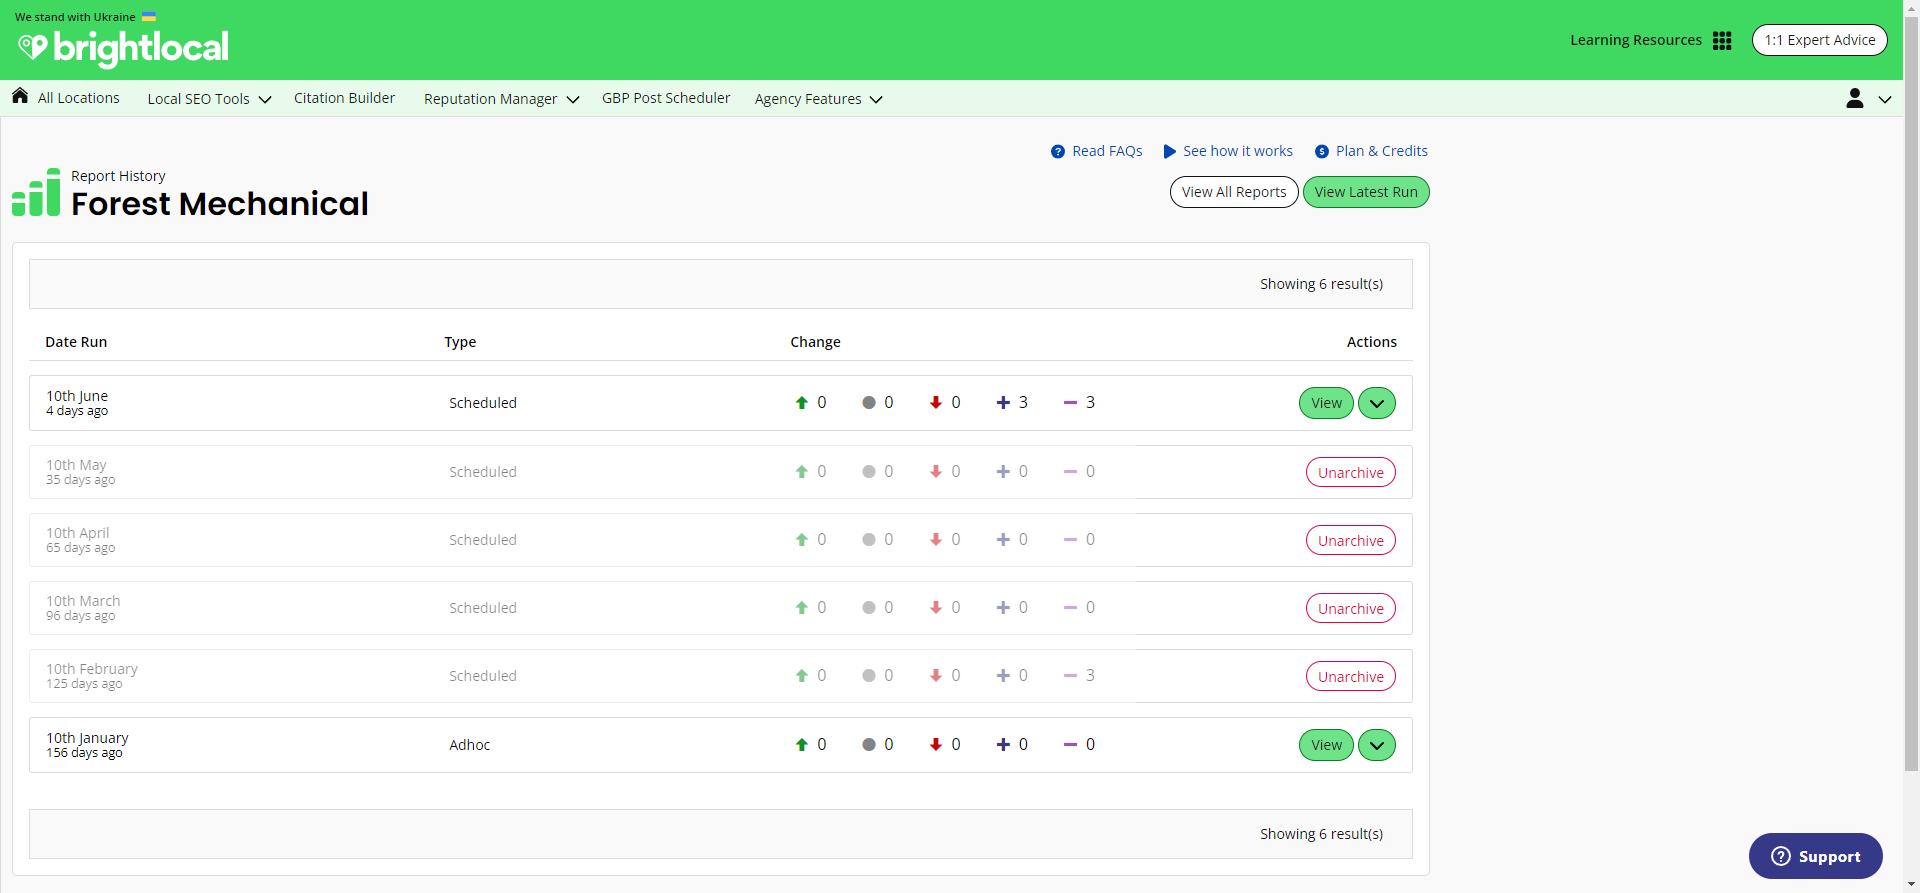 We stand with Ukraine
brightlocal
Learning Resources
1:1 Expert Advice
All Locations
Local SEO Tools
Citation Builder
Reputation Manager
GBP Post Scheduler
Agency Features
Read FAQs
See how it works
Plan & Credits
Report History
Forest Mechanical
View All Reports
View Latest Run
Showing 6 result(s)
Date Run Type Change Actions
10th June
4 days ago
Scheduled 0 0 0 3 3 View
10th May
35 days ago
Scheduled 0 0 0 0 0 Unarchive
10th April
65 days ago
Scheduled 0 0 0 0 0 Unarchive
10th March
96 days ago
Scheduled 0 0 0 0 0 Unarchive
10th February
125 days ago
Scheduled 0 0 0 0 3 Unarchive
10th January
156 days ago
Adhoc 0 0 0 0 0 View
Showing 6 result(s)
Support